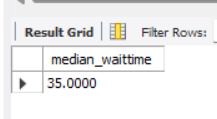 Result Grid Filter Rows:
median_waittime
35.0000